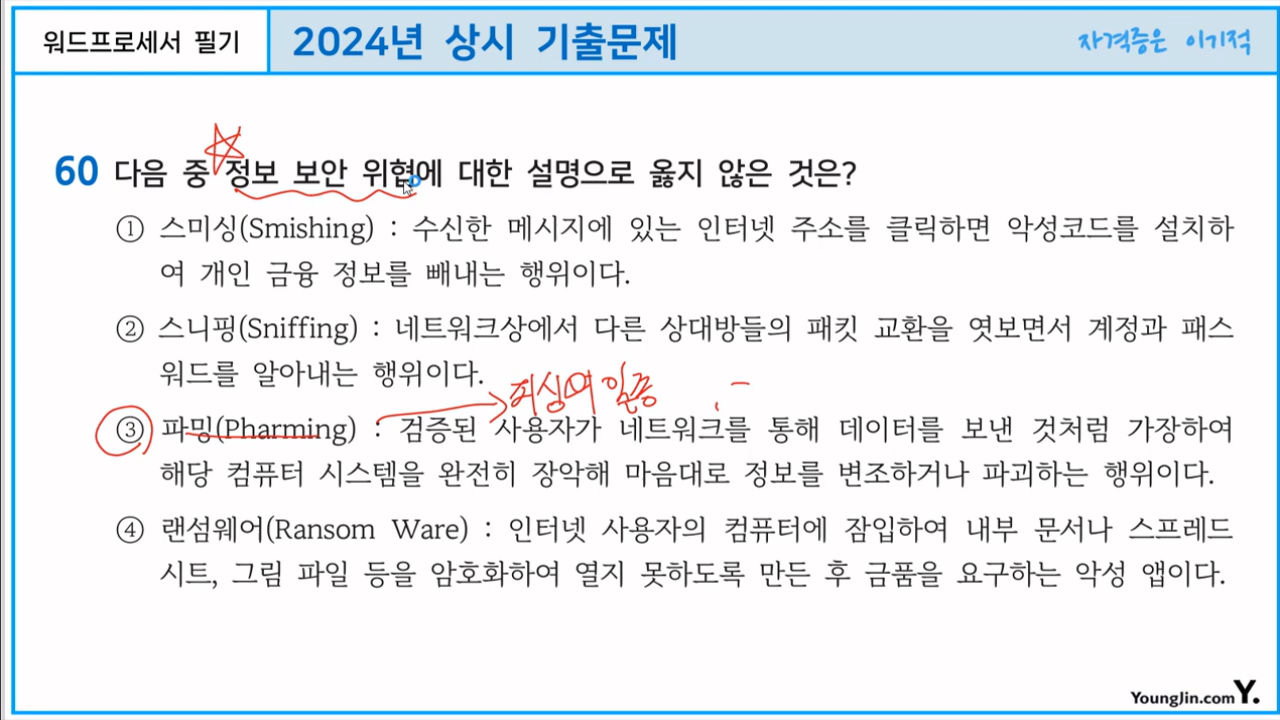 워드프로세서 필기
2024년 상시 기출문제
자격증은 이기적
60 다음 중 정보 보안 위협에 대한 설명으로 옳지 않은 것은?
① 스미싱(Smishing) : 수신한 메시지에 있는 인터넷 주소를 클릭하면 악성코드를 설치하
여 개인 금융 정보를 빼내는 행위이다.
② 스니핑(Sniffing) : 네트워크상에서 다른 상대방들의 패킷 교환을 엿보면서 계정과 패스
워드를 알아내는 행위이다.
피싱의 일종
③ 파밍(Pharming) : 검증된 사용자가 네트워크를 통해 데이터를 보낸 것처럼 가장하여
해당 컴퓨터 시스템을 완전히 장악해 마음대로 정보를 변조하거나 파괴하는 행위이다.
④ 랜섬웨어(Ransom Ware) : 인터넷 사용자의 컴퓨터에 잠입하여 내부 문서나 스프레드
시트, 그림 파일 등을 암호화하여 열지 못하도록 만든 후 금품을 요구하는 악성 앱이다.
YoungJin.com Y.